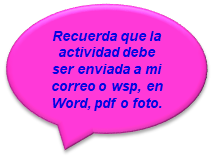 Recuerda que la
actividad debe
ser enviada a mi
correo o wsp, en
Word, pdf o foto.